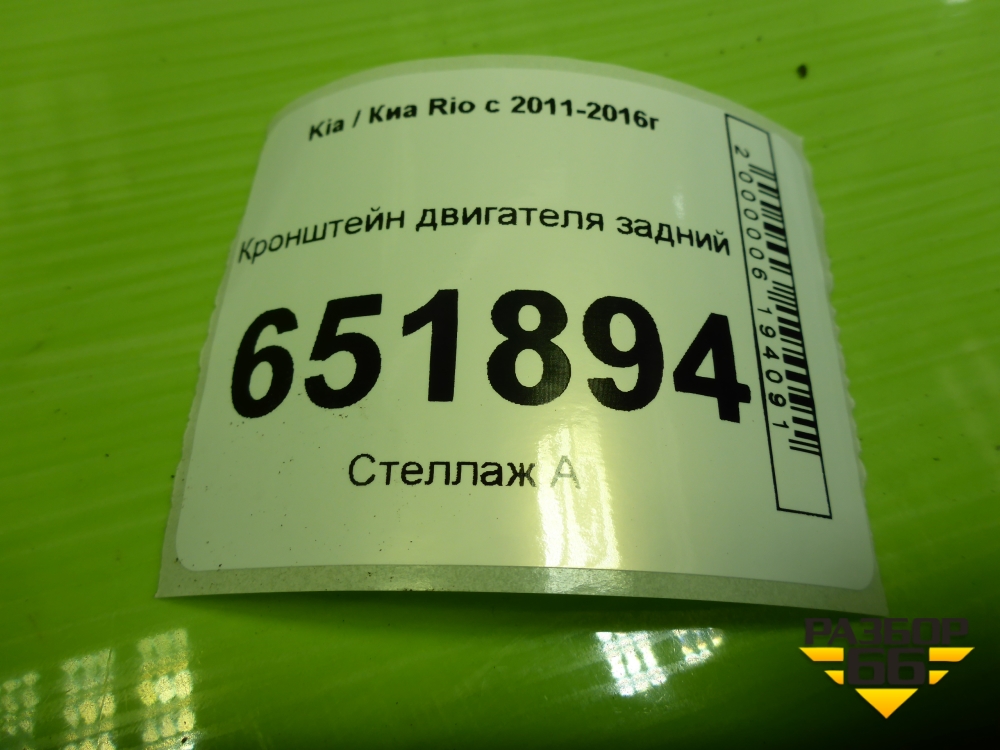 Kia / Киа Rio с 2011-2016г
Кронштейн двигателя задний
651894
Стеллаж А
2000006194091
РАЗБОР
66